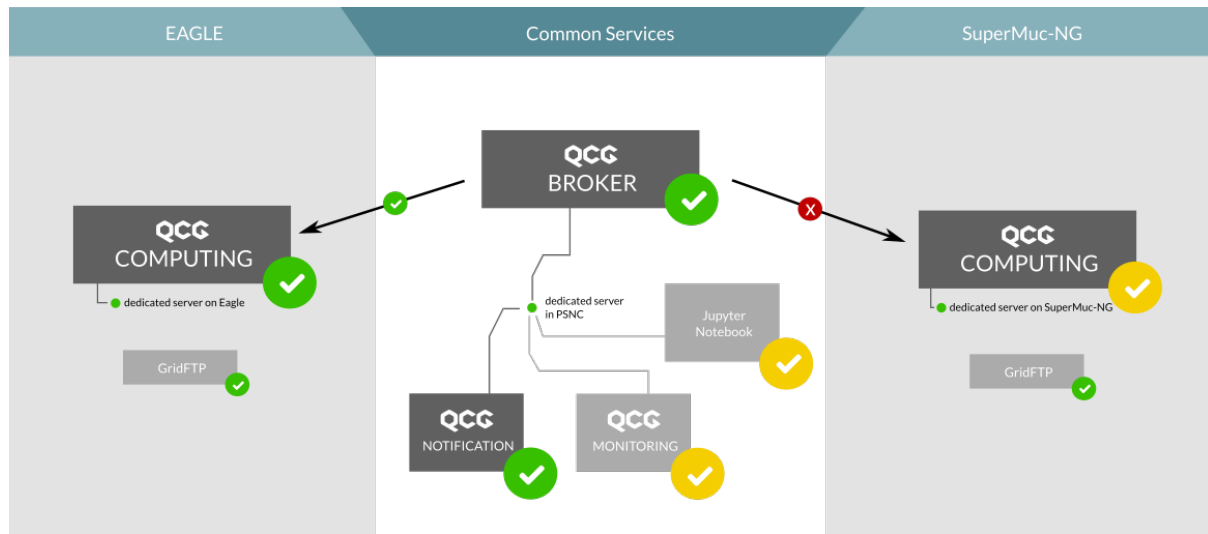 EAGLE
Common Services
SuperMuc-NG
QCG
BROKER
QCG
COMPUTING
dedicated server on Eagle
GridFTP
dedicated server
in PSNC
Jupyter
Notebook
QCG
NOTIFICATION
QCG
MONITORING
X
QCG
COMPUTING
dedicated server on SuperMuc-NG
GridFTP